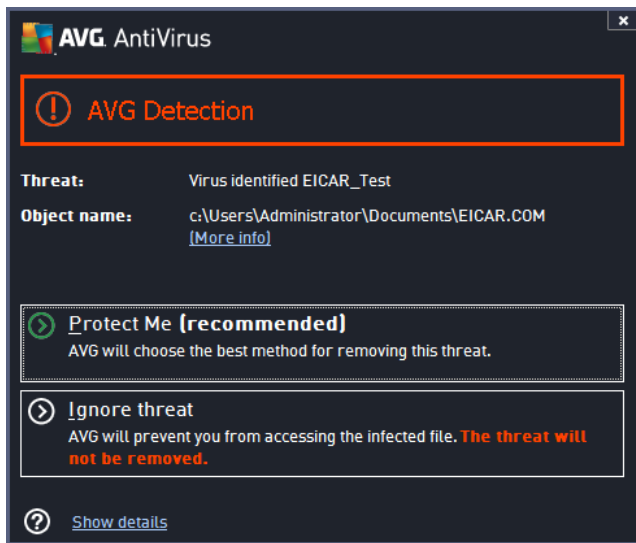 AVG. AntiVirus
AVG Detection
Threat: Virus identified EICAR_Test
Object name: c:\Users\Administrator\Documents\EICAR.COM
(More info)
Protect Me (recommended)
AVG will choose the best method for removing this threat.
Ignore threat
AVG will prevent you from accessing the infected file. The threat will
not be removed.
Show details